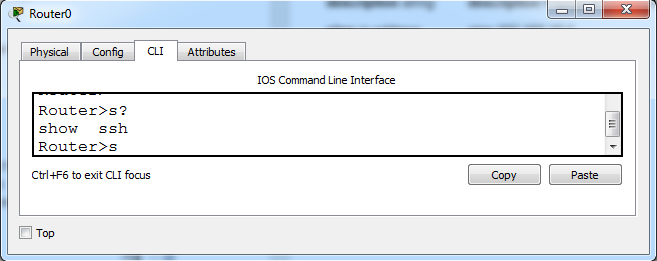 Router0
Physical Config CLI Attributes
IOS Command Line Interface
Router>s?
show ssh
Router>s
Ctrl+F6 to exit CLI focus
Copy Paste
Top